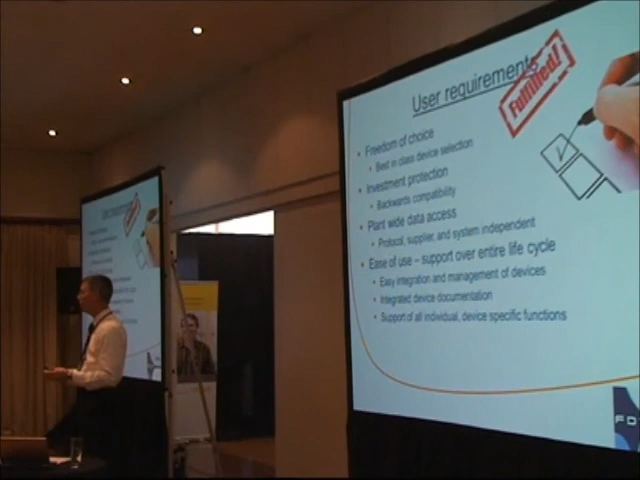 User requirements
Fulfilled!
• Freedom of choice
• Best in class device selection
• Investment protection
• Backwards compatibility
• Plant wide data access
• Protocol, supplier, and system independent
• Ease of use – support over entire life cycle
• Easy integration and management of devices
• Integrated device documentation
• Support of all individual, device specific functions
FD